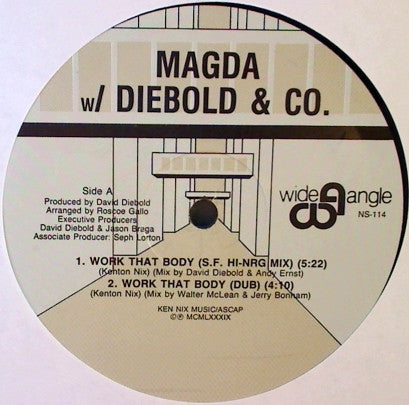 MAGDA
w/ DIEBOLD & CO.
Side A
Produced by David Diebold
Arranged by Roscoe Gallo
Executive Producers
David Diebold & Jason Braga
Associate Producer: Seph Lorton
wide angle
NS-114
1. WORK THAT BODY (S.F. HI-NRG MIX) (5:22)
(Kenton Nix) (Mix by David Diebold & Andy Ernst)
2. WORK THAT BODY (DUB) (4:10)
(Kenton Nix) (Mix by Walter McLean & Jerry Bonham)
KEN NIX MUSIC/ASCAP
©℗ MCMLXXXIX